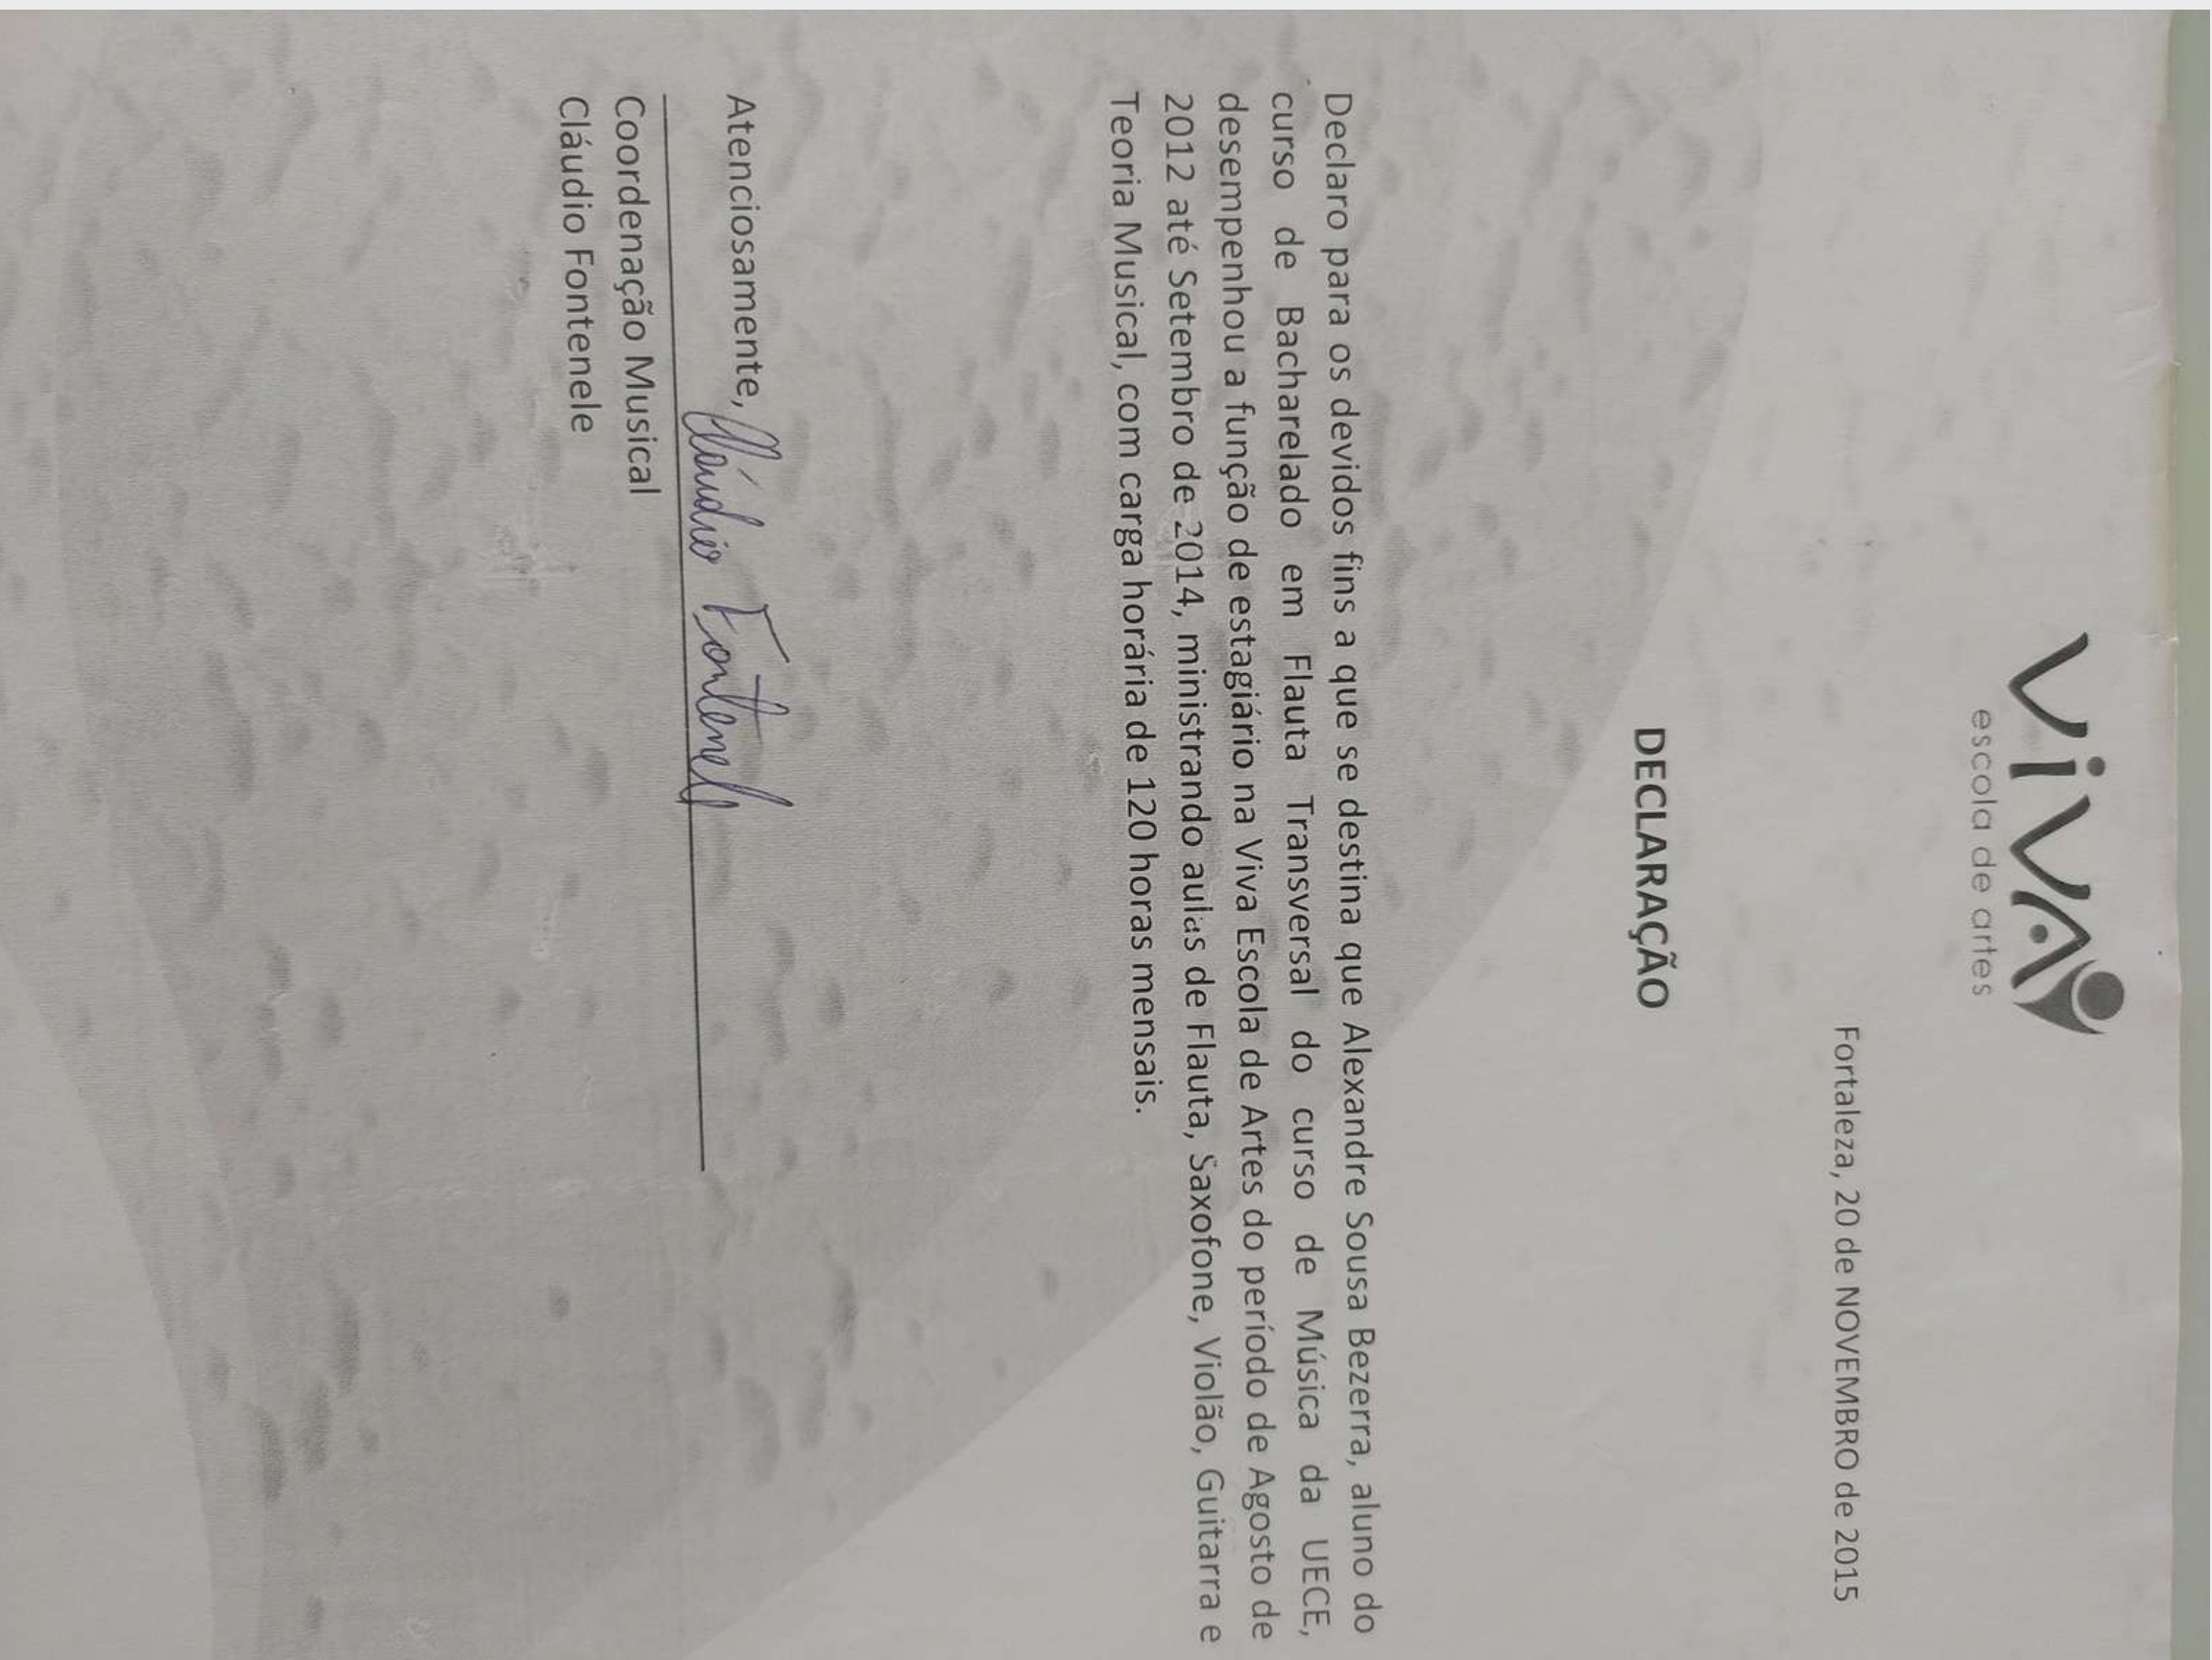 ViVA
escola de artes
Fortaleza, 20 de NOVEMBRO de 2015
DECLARAÇÃO
Declaro para os devidos fins a que se destina que Alexandre Sousa Bezerra, aluno do
curso de Bacharelado em Flauta Transversal do curso de Música da UECE,
desempenhou a função de estagiário na Viva Escola de Artes do período de Agosto de
2012 até Setembro de 2014, ministrando aulas de Flauta, Saxofone, Violão, Guitarra e
Teoria Musical, com carga horária de 120 horas mensais.
Atenciosamente,
Cláudio Fontenele
Coordenação Musical
Cláudio Fontenele